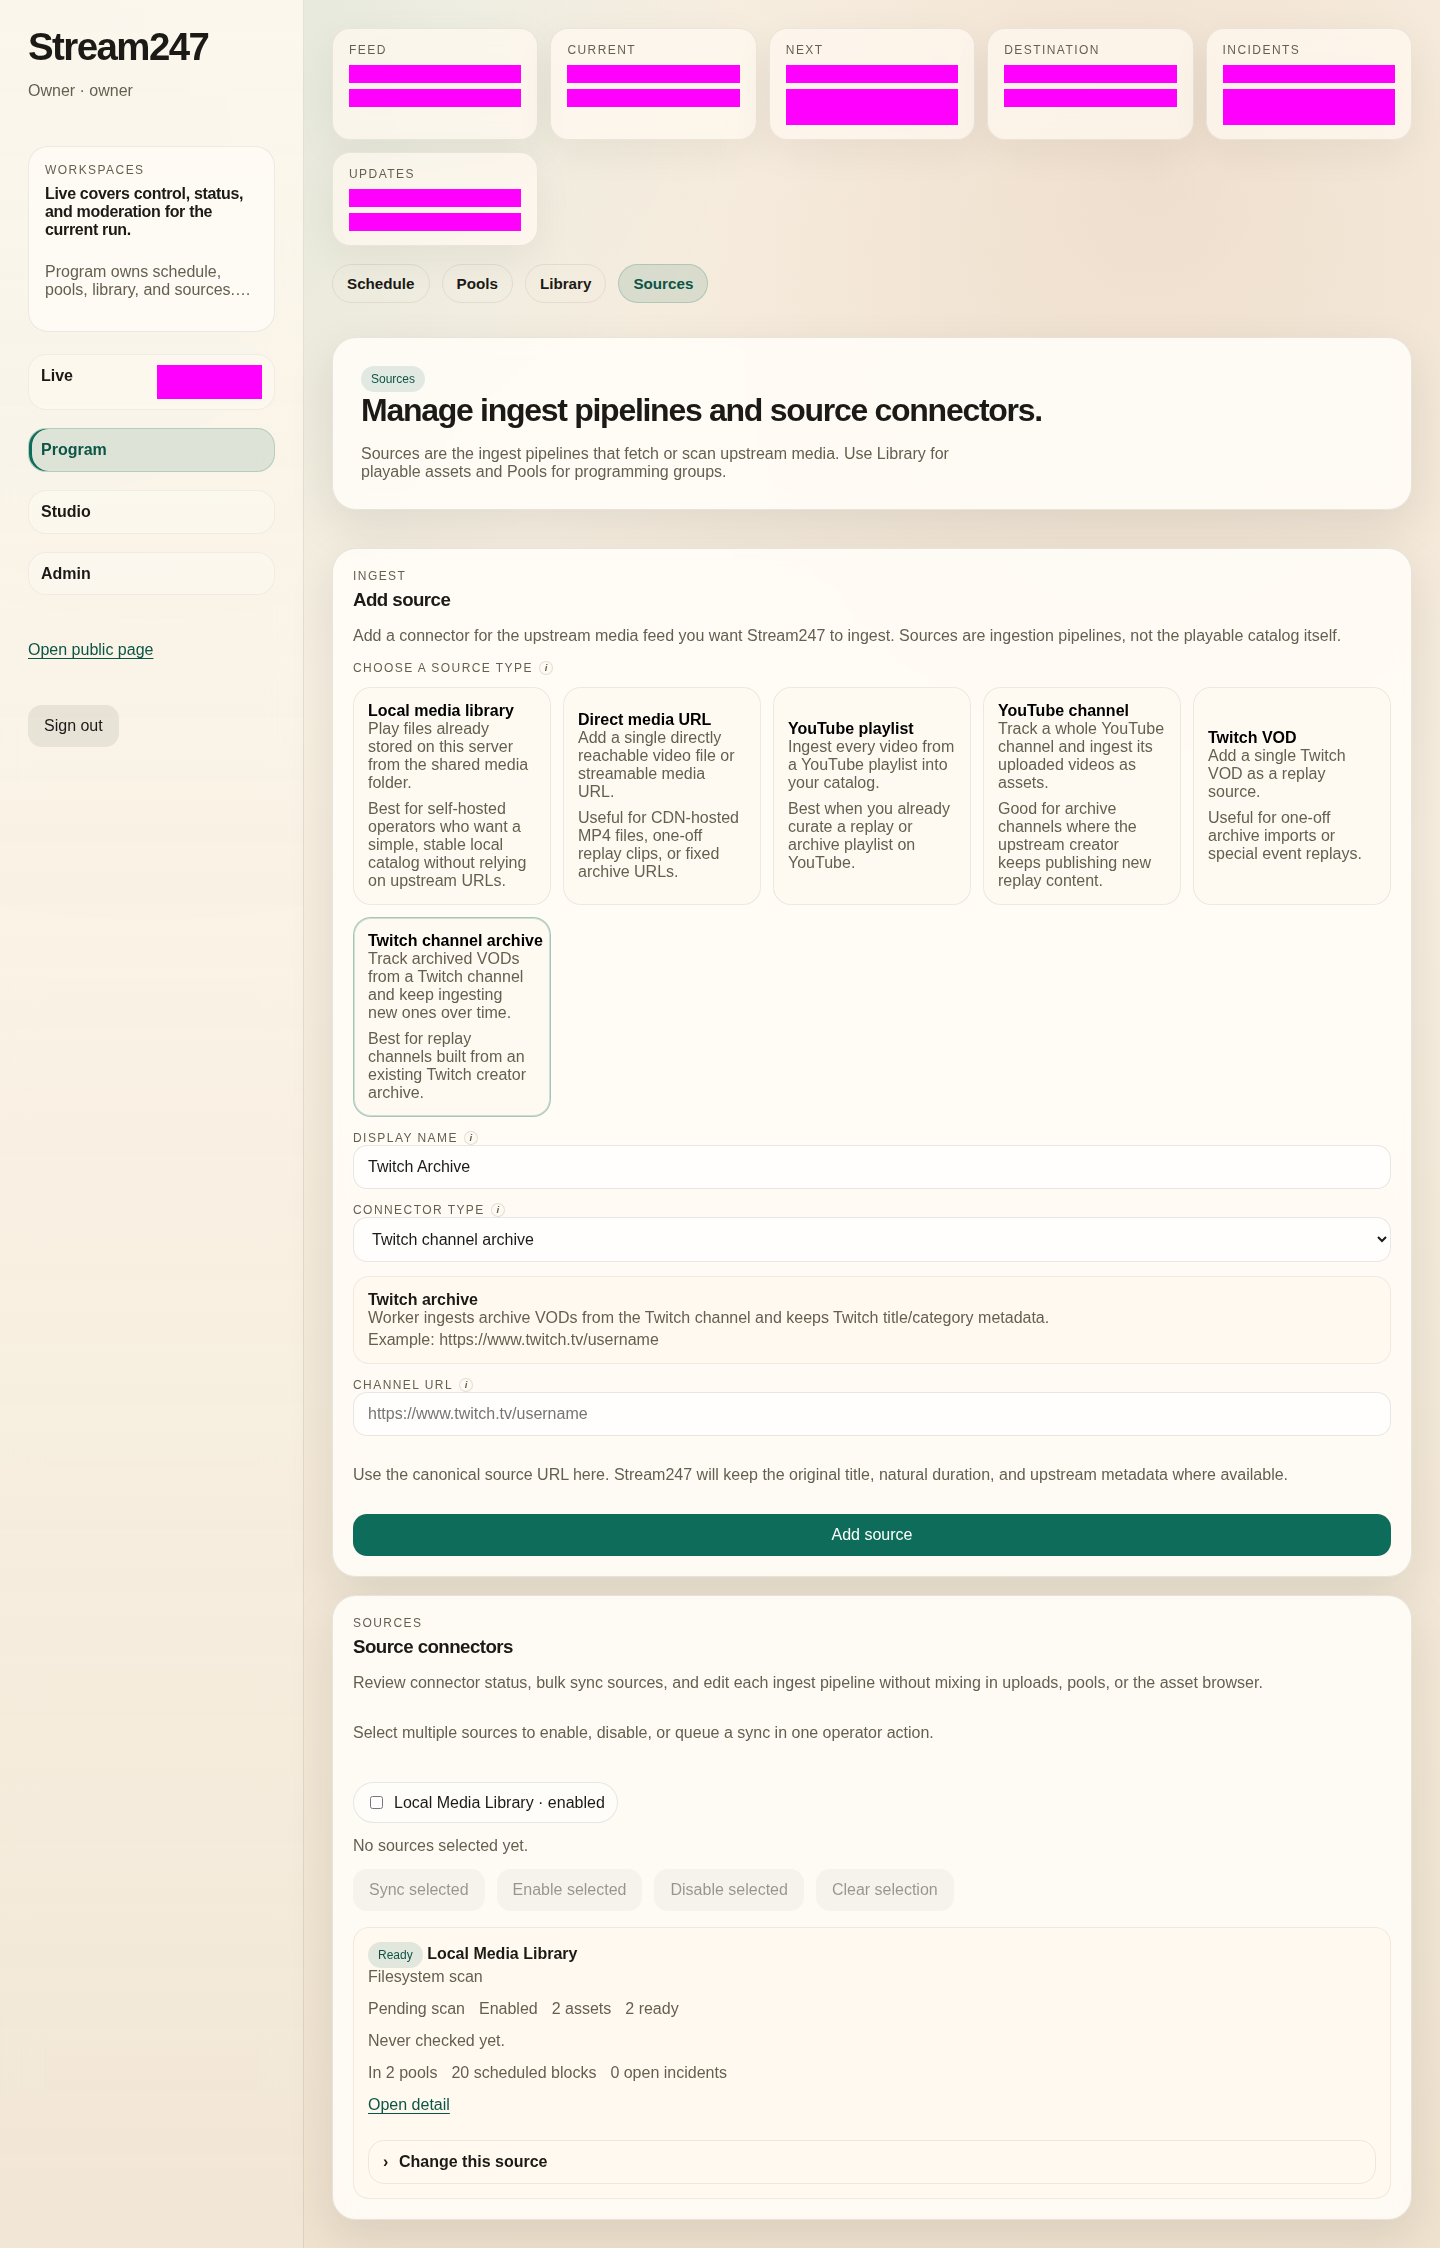 Stream247
Owner · owner
WORKSPACES
Live covers control, status,
and moderation for the
current run.
Program owns schedule,
pools, library, and sources.…
Live
Program
Studio
Admin
Open public page
Sign out
FEED
CURRENT
NEXT
DESTINATION
INCIDENTS
UPDATES
Schedule
Pools
Library
Sources
Sources
Manage ingest pipelines and source connectors.
Sources are the ingest pipelines that fetch or scan upstream media. Use Library for
playable assets and Pools for programming groups.
INGEST
Add source
Add a connector for the upstream media feed you want Stream247 to ingest. Sources are ingestion pipelines, not the playable catalog itself.
CHOOSE A SOURCE TYPE i
Local media library
Play files already
stored on this server
from the shared media
folder.
Best for self-hosted
operators who want a
simple, stable local
catalog without relying
on upstream URLs.
Direct media URL
Add a single directly
reachable video file or
streamable media
URL.
Useful for CDN-hosted
MP4 files, one-off
replay clips, or fixed
archive URLs.
YouTube playlist
Ingest every video from
a YouTube playlist into
your catalog.
Best when you already
curate a replay or
archive playlist on
YouTube.
YouTube channel
Track a whole YouTube
channel and ingest its
uploaded videos as
assets.
Good for archive
channels where the
upstream creator
keeps publishing new
replay content.
Twitch VOD
Add a single Twitch
VOD as a replay
source.
Useful for one-off
archive imports or
special event replays.
Twitch channel archive
Track archived VODs
from a Twitch channel
and keep ingesting
new ones over time.
Best for replay
channels built from an
existing Twitch creator
archive.
DISPLAY NAME i
Twitch Archive
CONNECTOR TYPE i
Twitch channel archive
Twitch archive
Worker ingests archive VODs from the Twitch channel and keeps Twitch title/category metadata.
Example: https://www.twitch.tv/username
CHANNEL URL i
https://www.twitch.tv/username
Use the canonical source URL here. Stream247 will keep the original title, natural duration, and upstream metadata where available.
Add source
SOURCES
Source connectors
Review connector status, bulk sync sources, and edit each ingest pipeline without mixing in uploads, pools, or the asset browser.
Select multiple sources to enable, disable, or queue a sync in one operator action.
Local Media Library · enabled
No sources selected yet.
Sync selected
Enable selected
Disable selected
Clear selection
Ready Local Media Library
Filesystem scan
Pending scan Enabled 2 assets 2 ready
Never checked yet.
In 2 pools 20 scheduled blocks 0 open incidents
Open detail
› Change this source